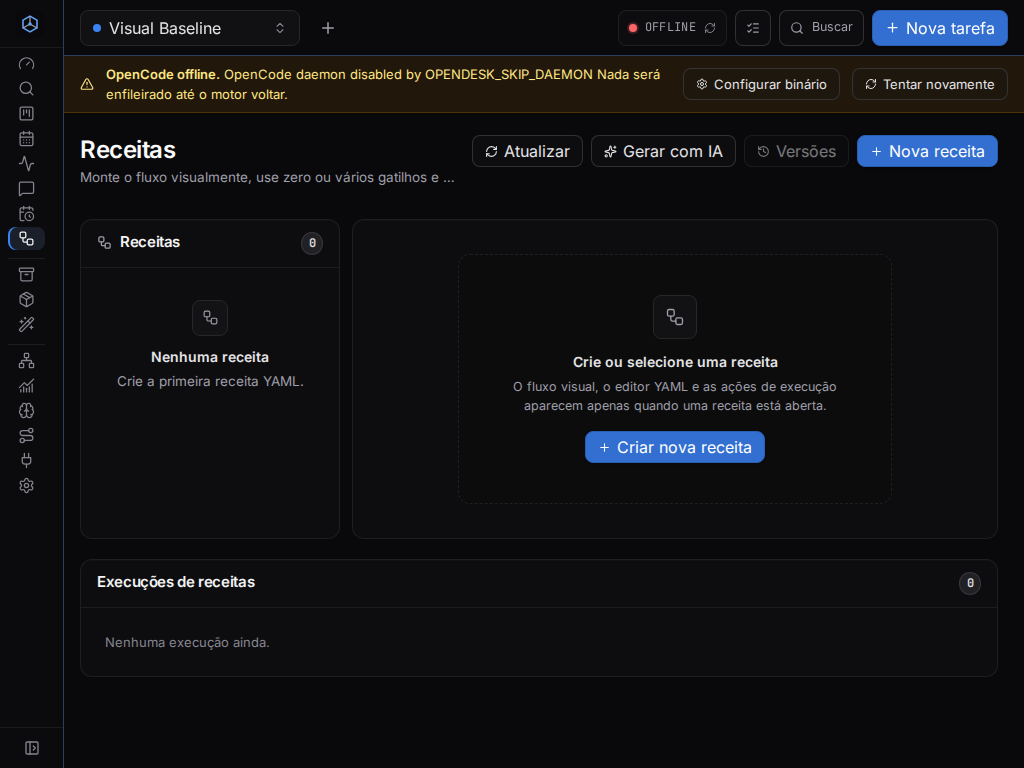 Visual Baseline
OFFLINE
Buscar
Nova tarefa
OpenCode offline. OpenCode daemon disabled by OPENDESK_SKIP_DAEMON Nada será
enfileirado até o motor voltar.
Configurar binário
Tentar novamente
Receitas
Monte o fluxo visualmente, use zero ou vários gatilhos e ...
Atualizar
Gerar com IA
Versões
Nova receita
Receitas
0
Nenhuma receita
Crie a primeira receita YAML.
Crie ou selecione uma receita
O fluxo visual, o editor YAML e as ações de execução
aparecem apenas quando uma receita está aberta.
Criar nova receita
Execuções de receitas
0
Nenhuma execução ainda.